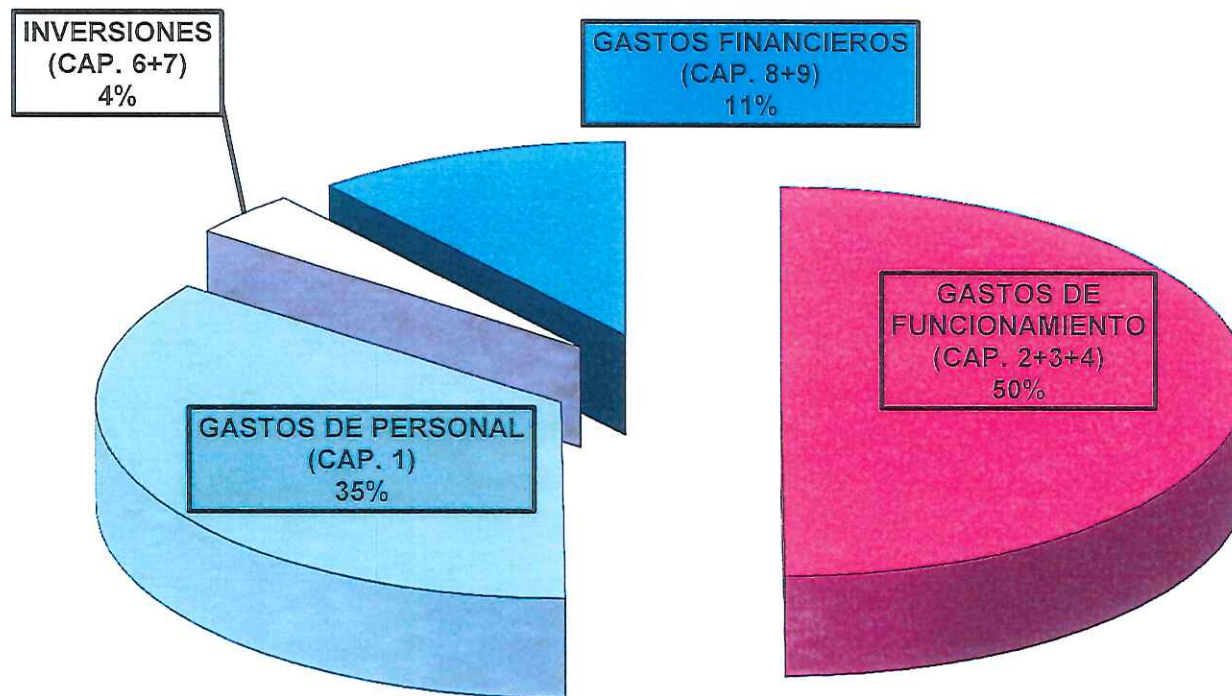 INVERSIONES
(CAP. 6+7)
4%
GASTOS FINANCIEROS
(CAP. 8+9)
11%
GASTOS DE
FUNCIONAMIENTO
(CAP. 2+3+4)
50%
GASTOS DE PERSONAL
(CAP. 1)
35%